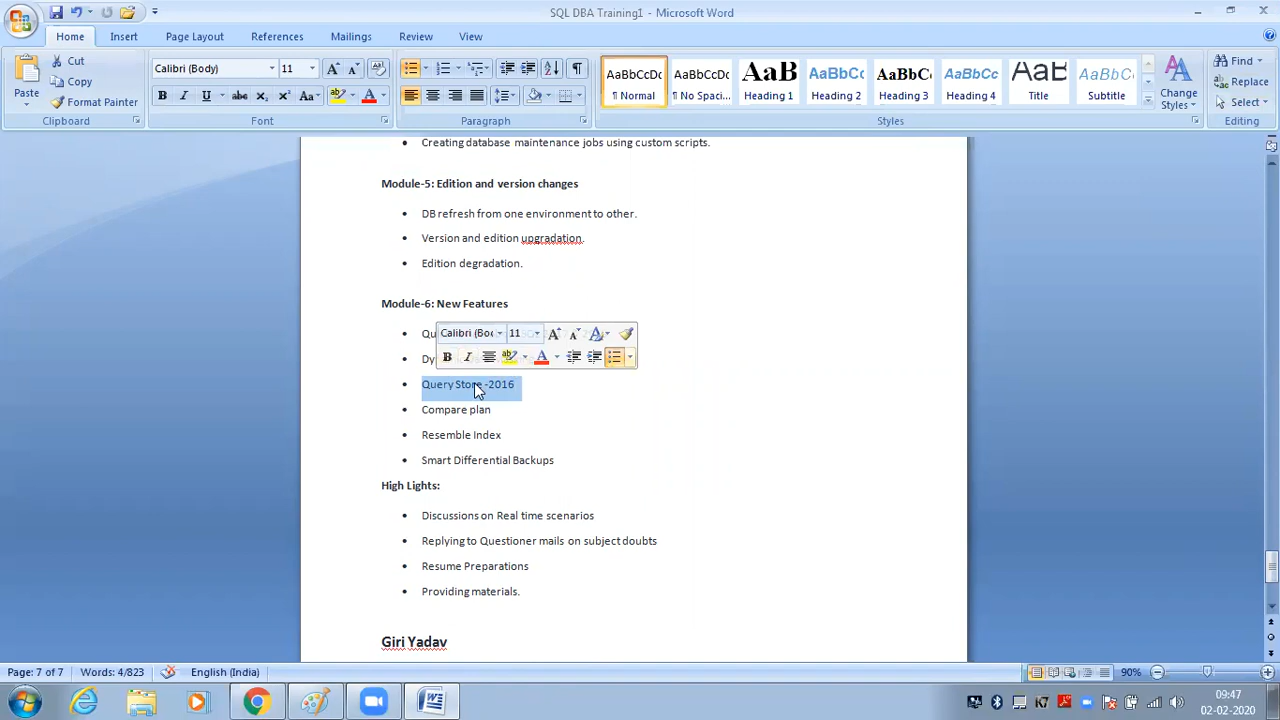 SQL DBA Training1 - Microsoft Word
Home Insert Page Layout References Mailings Review View
Paste
Cut
Copy
Format Painter
Clipboard
Calibri (Body) 11
Font
Paragraph
AaBbCcDc AaBbCcDc AaB AaBbCc AaBbCc AaBbCc AaB AaBbCc
¶ Normal ¶ No Spaci... Heading 1 Heading 2 Heading 3 Heading 4 Title Subtitle
Change Styles
Styles
Find
Replace
Select
Editing
Creating database maintenance jobs using custom scripts.
Module-5: Edition and version changes
DB refresh from one environment to other.
Version and edition upgradation.
Edition degradation.
Module-6: New Features
Qu
Calibri (Boc 11
Dy
Query Store -2016
Compare plan
Resemble Index
Smart Differential Backups
High Lights:
Discussions on Real time scenarios
Replying to Questioner mails on subject doubts
Resume Preparations
Providing materials.
Giri Yadav
Page: 7 of 7 Words: 4/823 English (India) 90%
09:47
02-02-2020